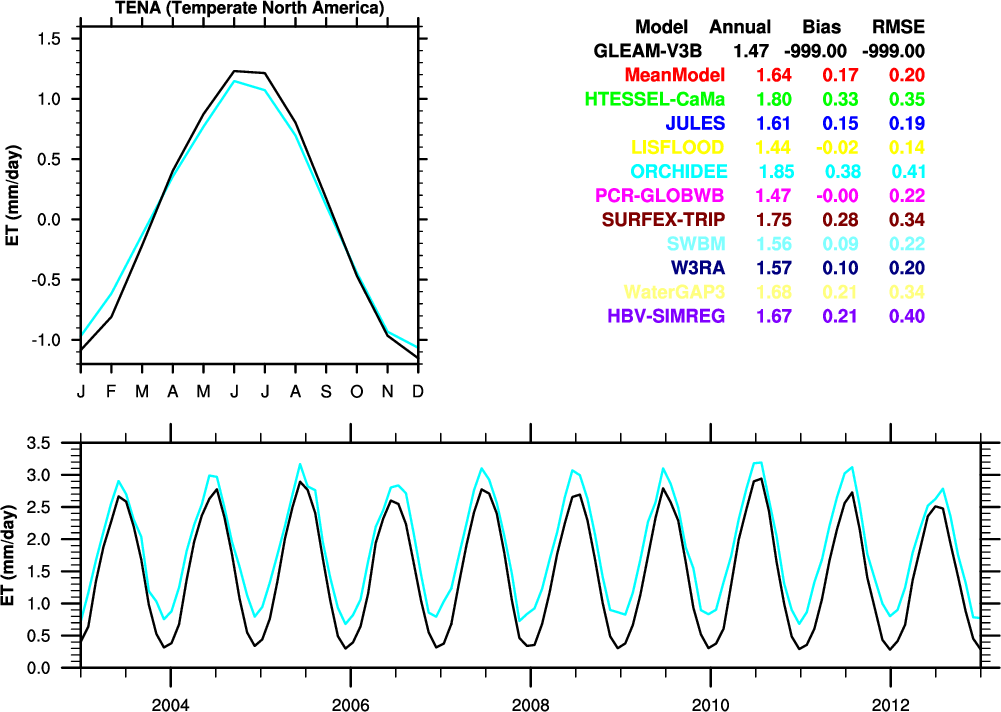 TENA (Temperate North America)
Model Annual Bias RMSE
GLEAM-V3B 1.47 -999.00 -999.00
MeanModel 1.64 0.17 0.20
HTESSEL-CaMa 1.80 0.33 0.35
JULES 1.61 0.15 0.19
LISFLOOD 1.44 -0.02 0.14
ORCHIDEE 1.85 0.38 0.41
PCR-GLOBWB 1.47 -0.00 0.22
SURFEX-TRIP 1.75 0.28 0.34
SWBM 1.56 0.09 0.22
W3RA 1.57 0.10 0.20
WaterGAP3 1.68 0.21 0.34
HBV-SIMREG 1.67 0.21 0.40
ET (mm/day)
1.5
1.0
0.5
0.0
-0.5
-1.0
J F M A M J J A S O N D
ET (mm/day)
3.5
3.0
2.5
2.0
1.5
1.0
0.5
0.0
2004 2006 2008 2010 2012